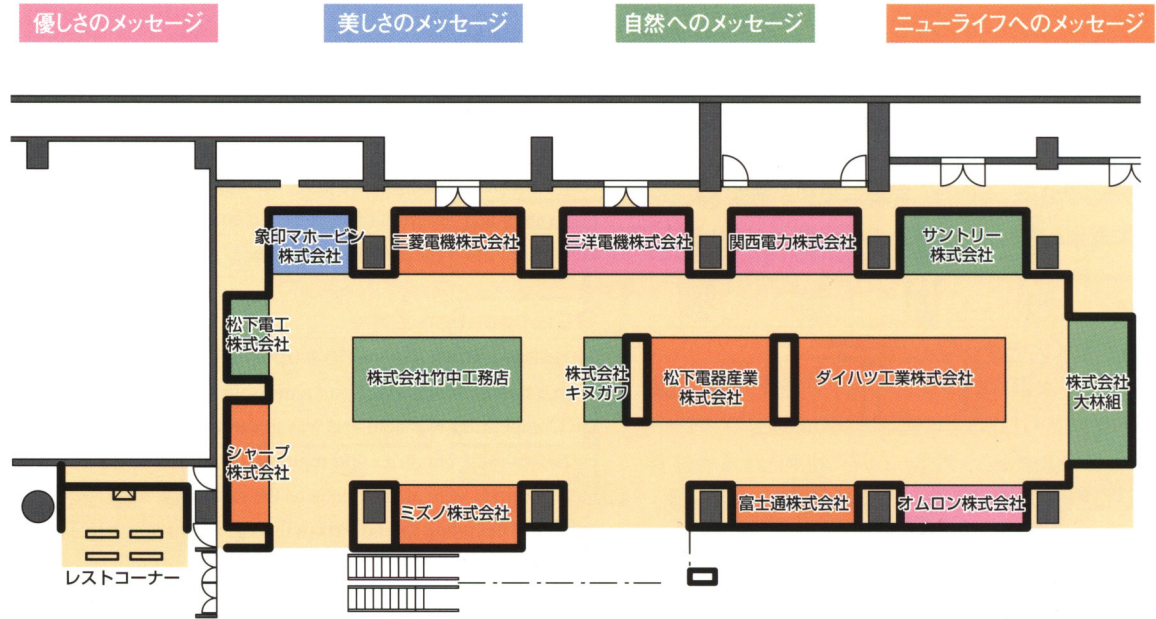 優しさのメッセージ
美しさのメッセージ
自然へのメッセージ
ニューライフへのメッセージ
象印マホービン
株式会社
三菱電機株式会社
三洋電機株式会社
関西電力株式会社
サントリー
株式会社
松下電工
株式会社
株式会社竹中工務店
株式会社
キヌガワ
松下電器産業
株式会社
ダイハツ工業株式会社
株式会社
大林組
シャープ
株式会社
ミズノ株式会社
富士通株式会社
オムロン株式会社
レストコーナー